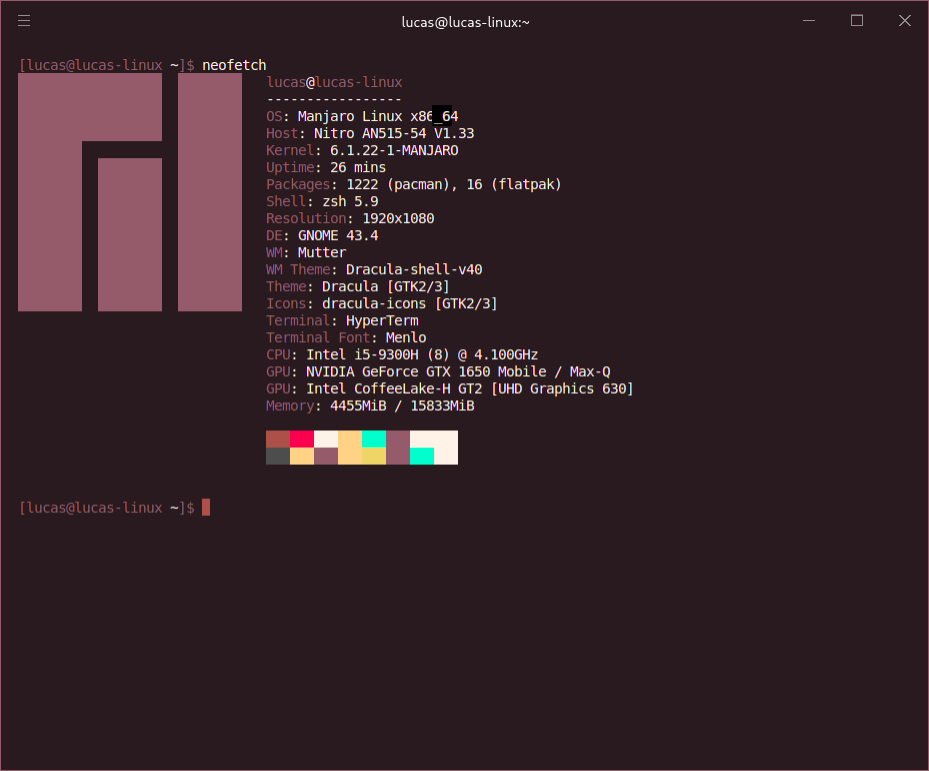 lucas@lucas-linux:~
[lucas@lucas-linux ~]$ neofetch
lucas@lucas-linux
-----------------
OS: Manjaro Linux x86_64
Host: Nitro AN515-54 V1.33
Kernel: 6.1.22-1-MANJARO
Uptime: 26 mins
Packages: 1222 (pacman), 16 (flatpak)
Shell: zsh 5.9
Resolution: 1920x1080
DE: GNOME 43.4
WM: Mutter
WM Theme: Dracula-shell-v40
Theme: Dracula [GTK2/3]
Icons: dracula-icons [GTK2/3]
Terminal: HyperTerm
Terminal Font: Menlo
CPU: Intel i5-9300H (8) @ 4.100GHz
GPU: NVIDIA GeForce GTX 1650 Mobile / Max-Q
GPU: Intel CoffeeLake-H GT2 [UHD Graphics 630]
Memory: 4455MiB / 15833MiB
[lucas@lucas-linux ~]$